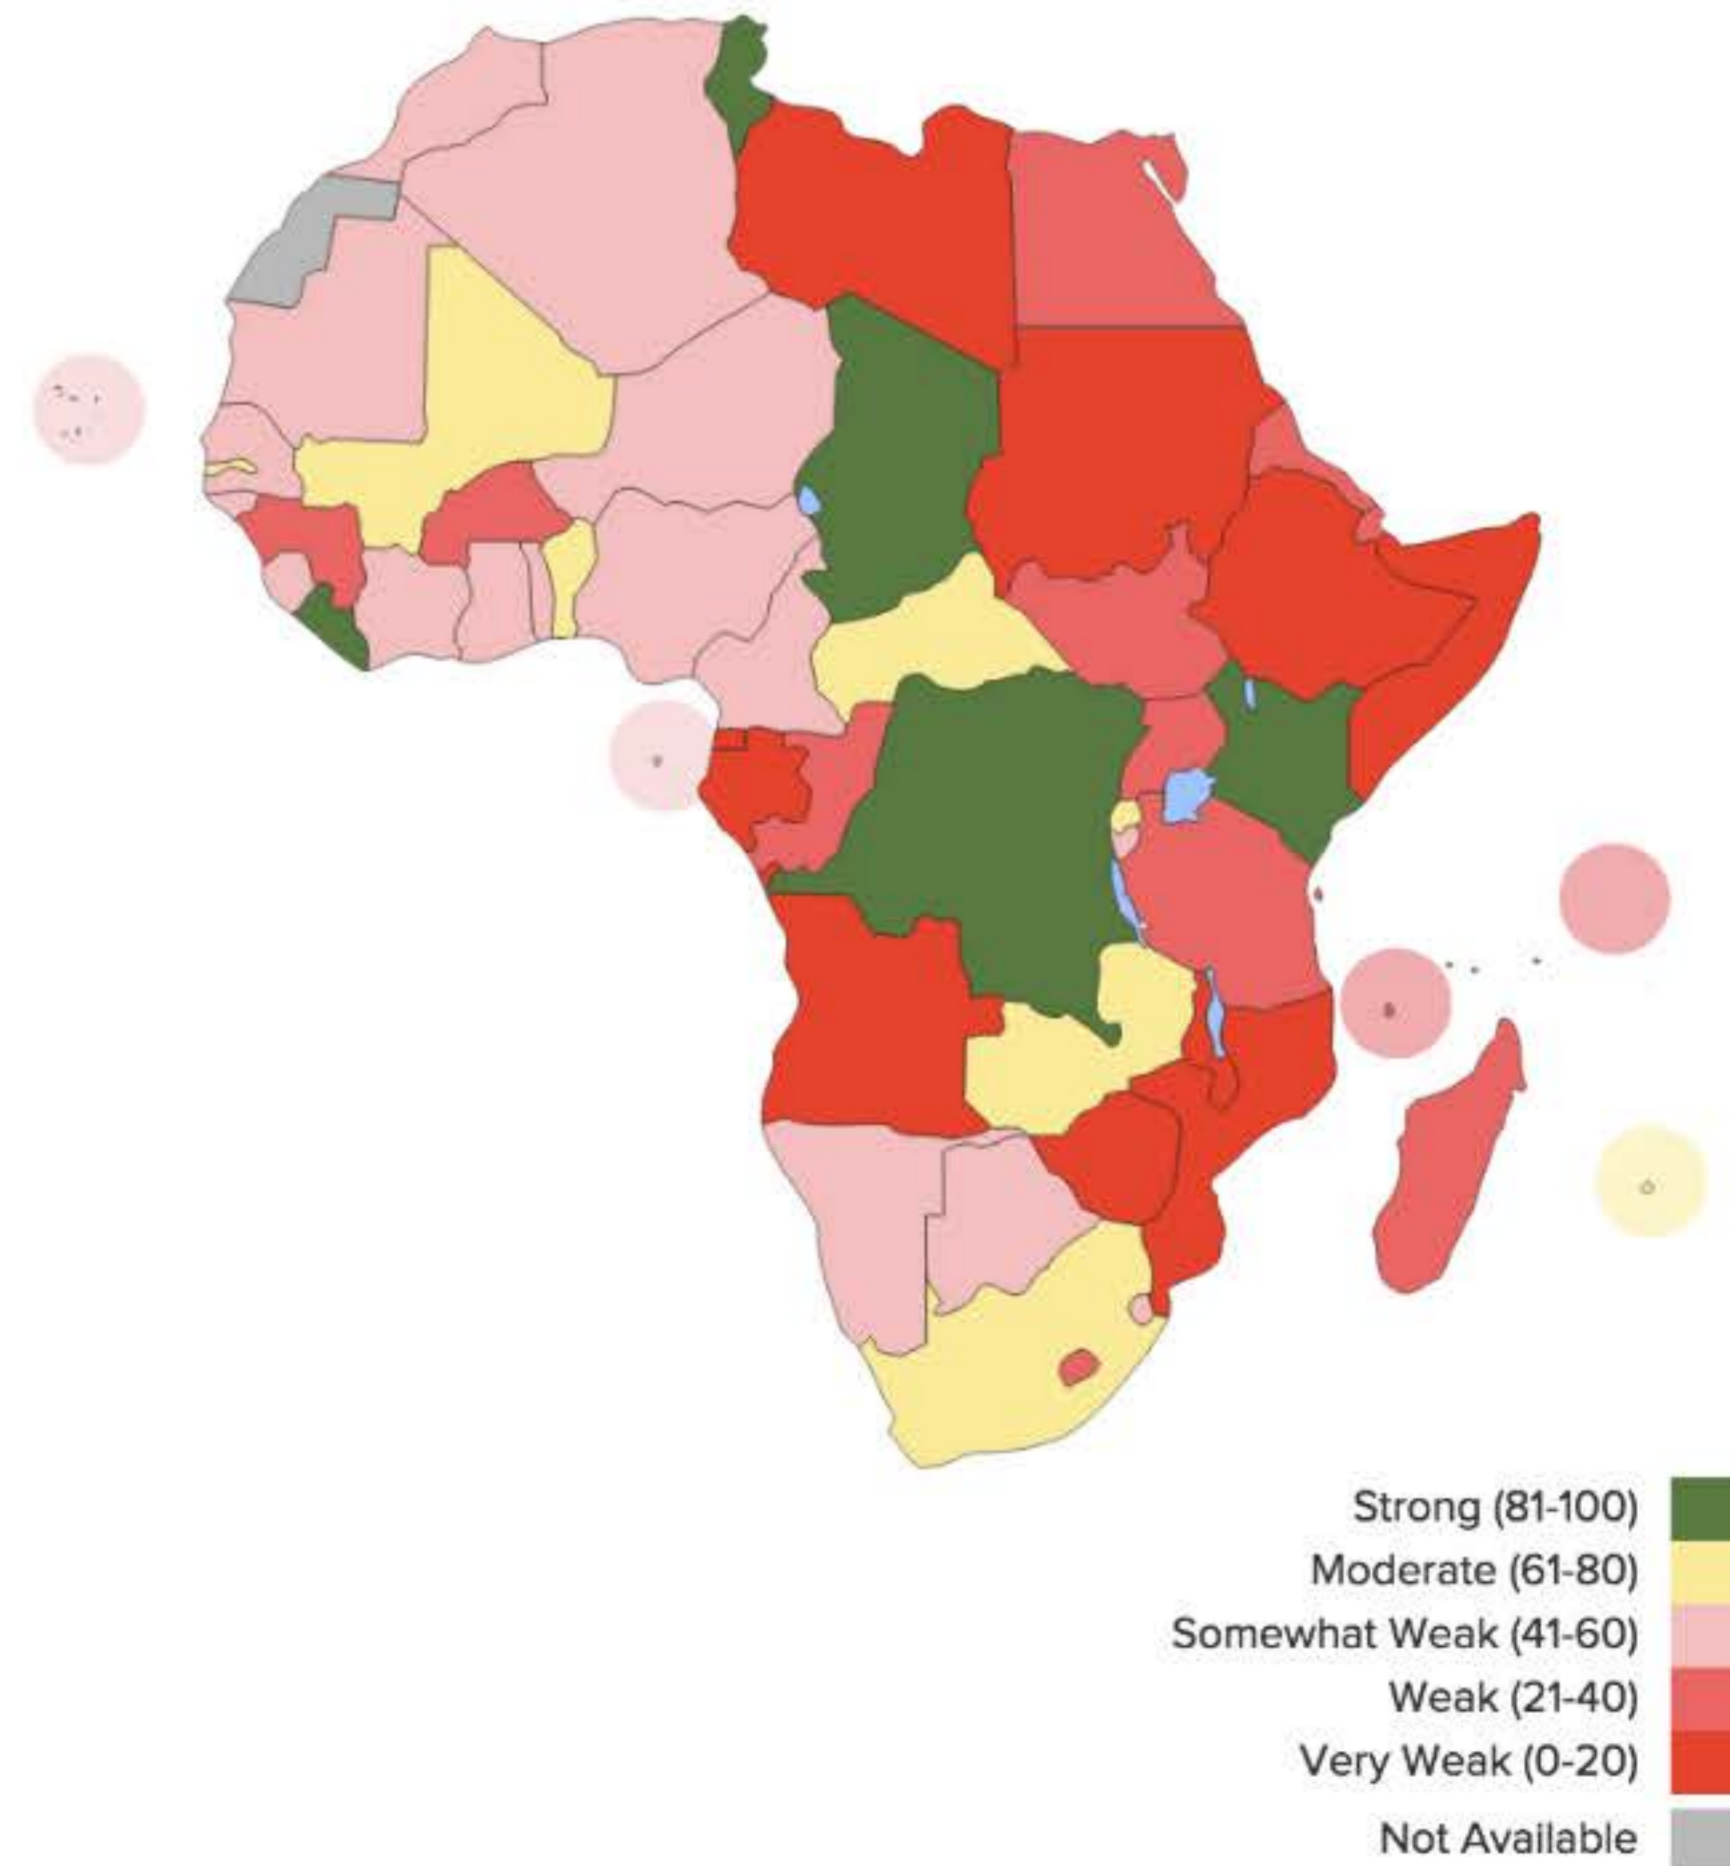 Strong (81-100)
Moderate (61-80)
Somewhat Weak (41-60)
Weak (21-40)
Very Weak (0-20)
Not Available